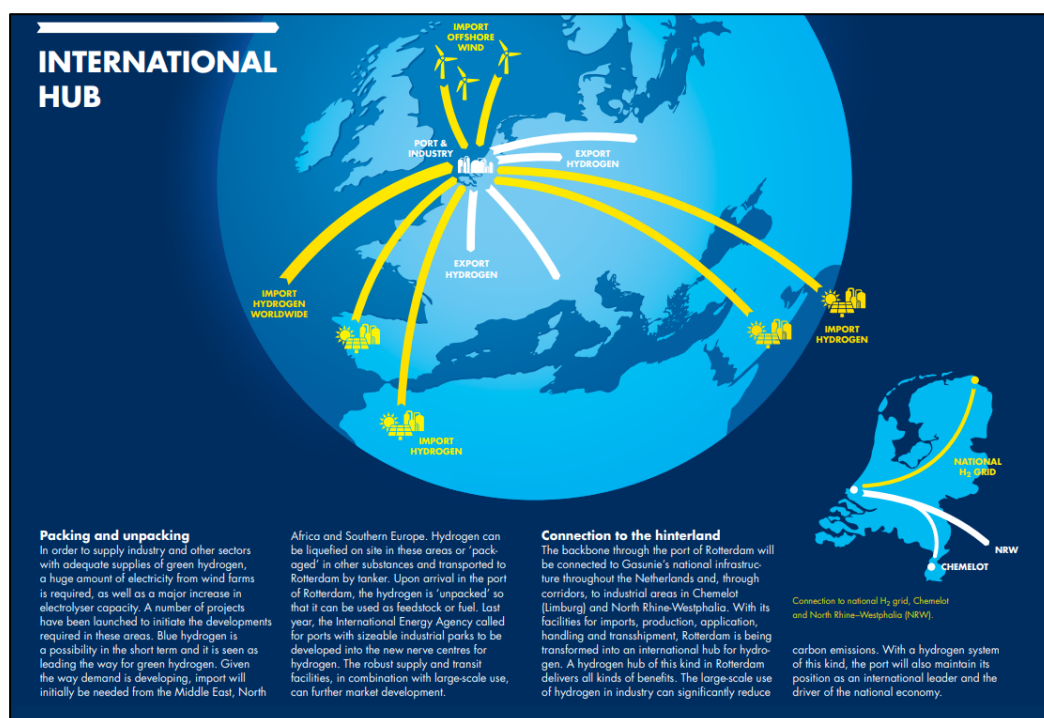 INTERNATIONAL
HUB
IMPORT
OFFSHORE
WIND
PORT &
INDUSTRY
EXPORT
HYDROGEN
EXPORT
HYDROGEN
IMPORT
HYDROGEN
WORLDWIDE
IMPORT
HYDROGEN
IMPORT
HYDROGEN
NATIONAL
H₂ GRID
NRW
CHEMELOT
Connection to national H₂ grid, Chemelot
and North Rhine–Westphalia (NRW).
Packing and unpacking
In order to supply industry and other sectors
with adequate supplies of green hydrogen,
a huge amount of electricity from wind farms
is required, as well as a major increase in
electrolyser capacity. A number of projects
have been launched to initiate the developments
required in these areas. Blue hydrogen is
a possibility in the short term and it is seen as
leading the way for green hydrogen. Given
the way demand is developing, import will
initially be needed from the Middle East, North
Africa and Southern Europe. Hydrogen can
be liquefied on site in these areas or ‘pack-
aged’ in other substances and transported to
Rotterdam by tanker. Upon arrival in the port
of Rotterdam, the hydrogen is ‘unpacked’ so
that it can be used as feedstock or fuel. Last
year, the International Energy Agency called
for ports with sizeable industrial parks to be
developed into the new nerve centres for
hydrogen. The robust supply and transit
facilities, in combination with large-scale use,
can further market development.
Connection to the hinterland
The backbone through the port of Rotterdam will
be connected to Gasunie’s national infrastruc-
ture throughout the Netherlands and, through
corridors, to industrial areas in Chemelot
(Limburg) and North Rhine-Westphalia. With its
facilities for imports, production, application,
handling and transshipment, Rotterdam is being
transformed into an international hub for hydro-
gen. A hydrogen hub of this kind in Rotterdam
delivers all kinds of benefits. The large-scale use
of hydrogen in industry can significantly reduce
carbon emissions. With a hydrogen system
of this kind, the port will also maintain its
position as an international leader and the
driver of the national economy.